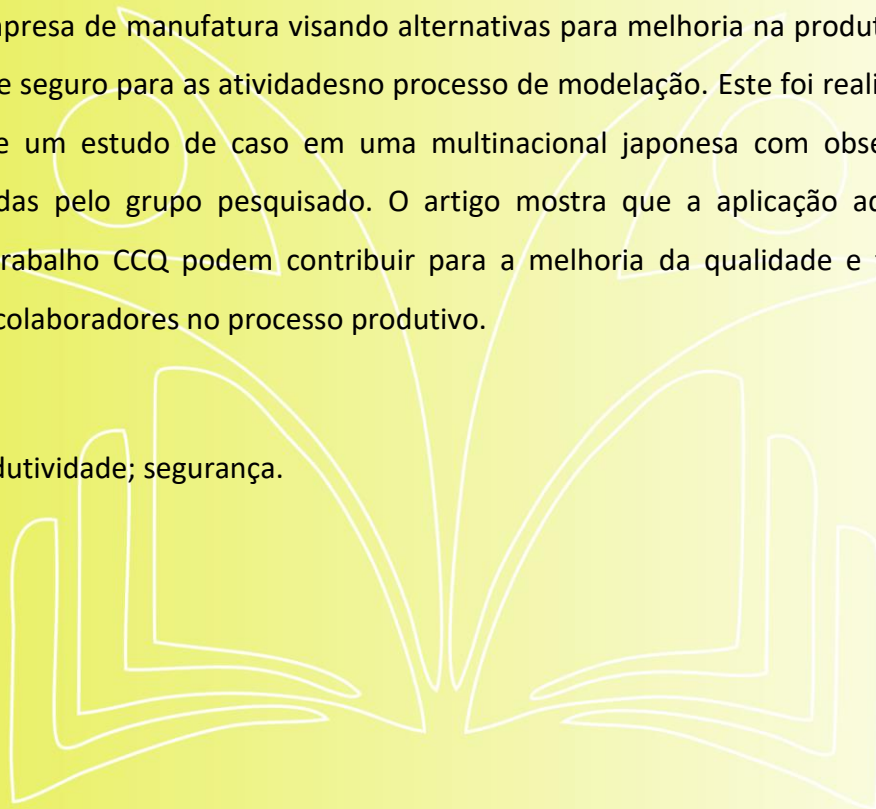 presa de manufatura visando alternativas para melhoria na produt
e seguro para as atividadesno processo de modelação. Este foi reali
e um estudo de caso em uma multinacional japonesa com obse
das pelo grupo pesquisado. O artigo mostra que a aplicação ad
rabalho CCQ podem contribuir para a melhoria da qualidade e
colaboradores no processo produtivo.
dutividade; segurança.